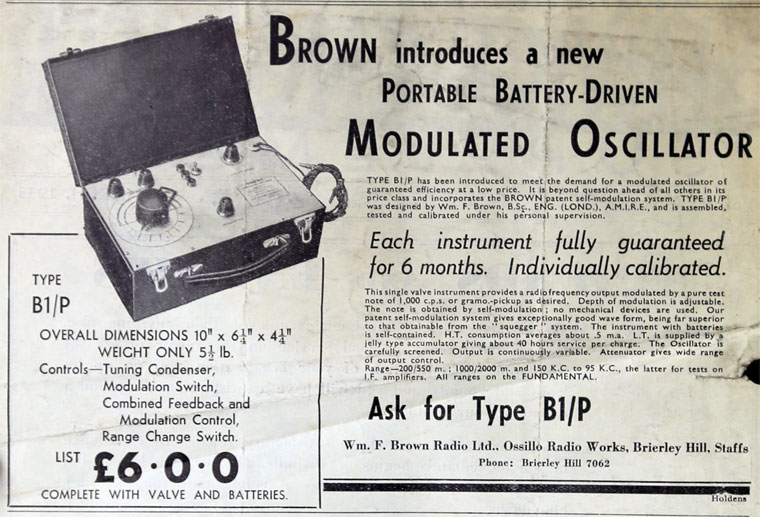 BROWN introduces a new
PORTABLE BATTERY-DRIVEN
MODULATED OSCILLATOR
TYPE B1/P has been introduced to meet the demand for a modulated oscillator of
guaranteed efficiency at a low price. It is beyond question ahead of all others in its
price class and incorporates the BROWN patent self-modulation system. TYPE B1/P
was designed by Wm. F. Brown, B.Sc., ENG. (LOND.), A.M.I.R.E., and is assembled,
tested and calibrated under his personal supervision.
Each instrument fully guaranteed
for 6 months. Individually calibrated.
This single valve instrument provides a radio frequency output modulated by a pure test
note of 1,000 c.p.s. or gramo.-pickup as desired. Depth of modulation is adjustable.
The note is obtained by self-modulation; no mechanical devices are used. Our
patent self-modulation system gives exceptionally good wave form, being far superior
to that obtainable from the "squegger" system. The instrument with batteries
is self-contained. H.T. consumption averages about .5 m.a. L.T. is supplied by a
jelly type accumulator giving about 40 hours service per charge. The Oscillator is
carefully screened. Output is continuously variable. Attenuator gives wide range
of output control.
Range—200/550 m.; 1000/2000 m. and 150 K.C. to 95 K.C., the latter for tests on
I.F. amplifiers. All ranges on the FUNDAMENTAL.
Ask for Type B1/P
Wm. F. Brown Radio Ltd., Ossillo Radio Works, Brierley Hill, Staffs
Phone: Brierley Hill 7062
Holdens
TYPE
B1/P
OVERALL DIMENSIONS 10" x 6¼" x 4¼"
WEIGHT ONLY 5½ lb.
Controls—Tuning Condenser,
Modulation Switch,
Combined Feedback and
Modulation Control,
Range Change Switch.
LIST £6·0·0
COMPLETE WITH VALVE AND BATTERIES.